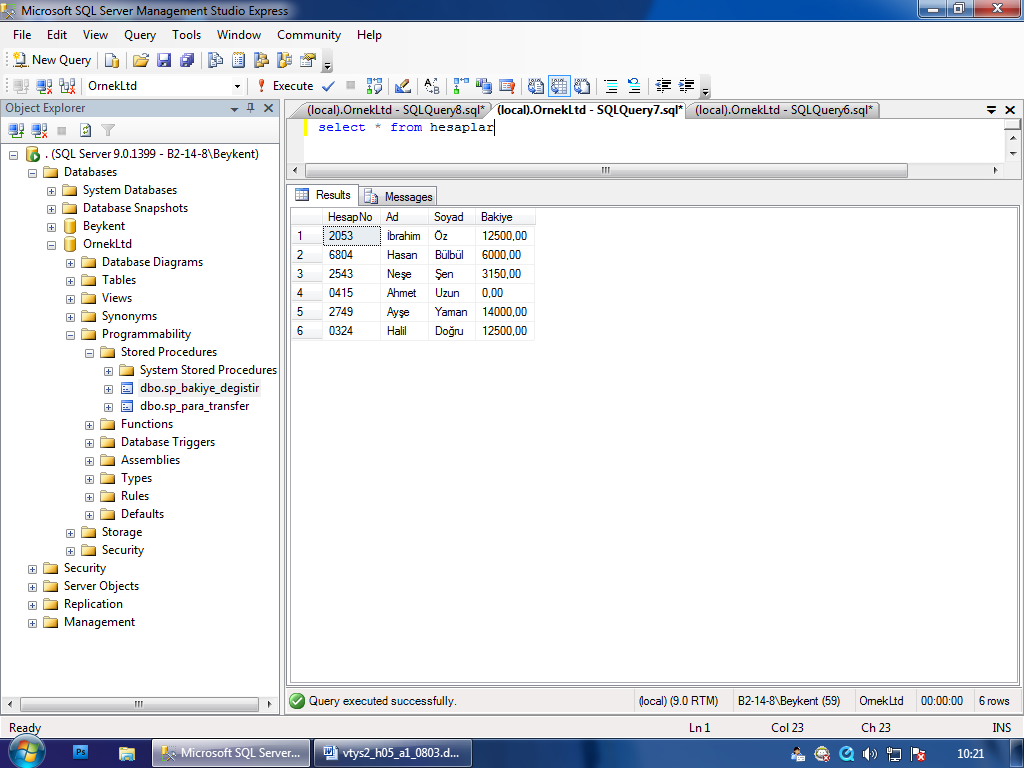 Microsoft SQL Server Management Studio Express
File Edit View Query Tools Window Community Help
New Query
OrnekLtd Execute
Object Explorer
(local).OrnekLtd - SQLQuery8.sql* (local).OrnekLtd - SQLQuery7.sql* (local).OrnekLtd - SQLQuery6.sql*
select * from hesaplar
. (SQL Server 9.0.1399 - B2-14-8\Beykent)
Databases
System Databases
Database Snapshots
Beykent
OrnekLtd
Database Diagrams
Tables
Views
Synonyms
Programmability
Stored Procedures
System Stored Procedures
dbo.sp_bakiye_degistir
dbo.sp_para_transfer
Functions
Database Triggers
Assemblies
Types
Rules
Defaults
Storage
Security
Security
Server Objects
Replication
Management
Results Messages
HesapNo Ad Soyad Bakiye
1 2053 İbrahim Öz 12500,00
2 6804 Hasan Bülbül 6000,00
3 2543 Neşe Şen 3150,00
4 0415 Ahmet Uzun 0,00
5 2749 Ayşe Yaman 14000,00
6 0324 Halil Doğru 12500,00
Query executed successfully. (local) (9.0 RTM) B2-14-8\Beykent (59) OrnekLtd 00:00:00 6 rows
Ready Ln 1 Col 23 Ch 23 INS
Ps Microsoft SQL Server... vtys2_h05_a1_0803.d... 10:21